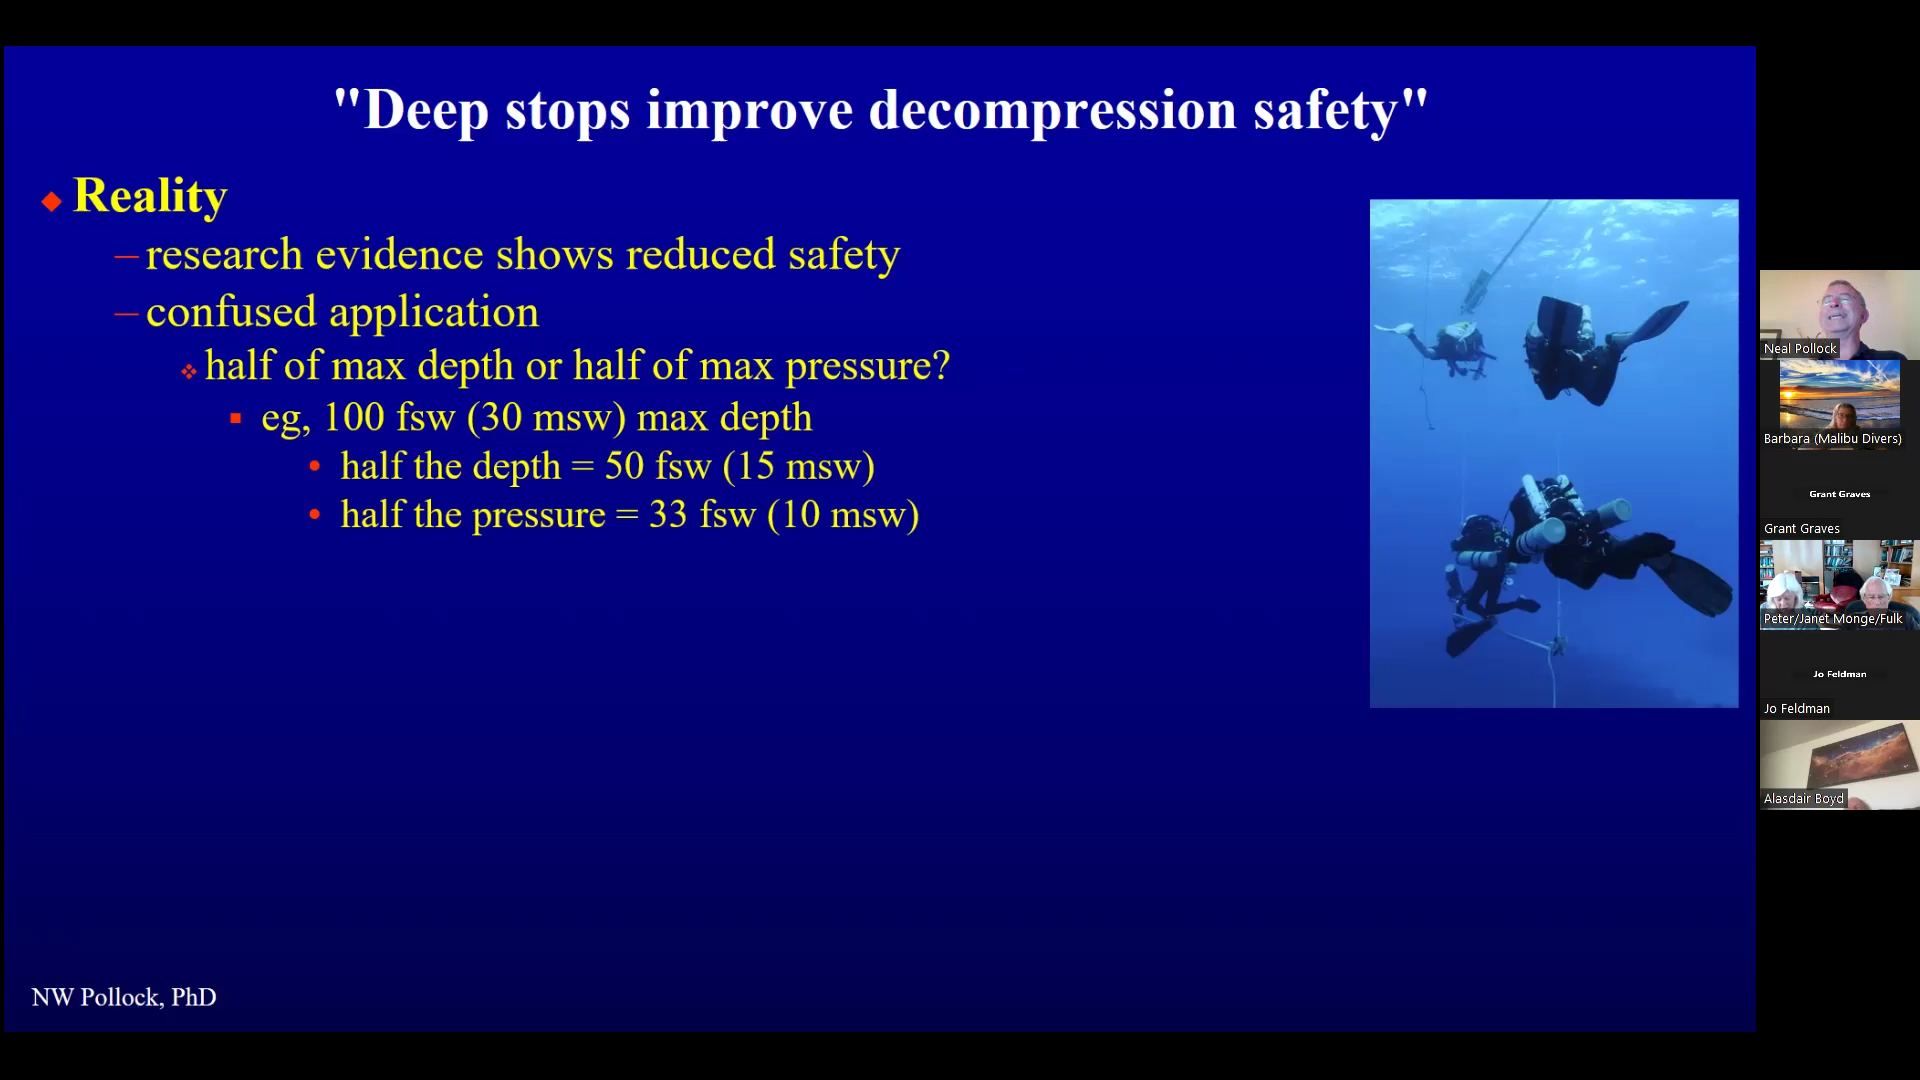 "Deep stops improve decompression safety"
Reality
– research evidence shows reduced safety
– confused application
half of max depth or half of max pressure?
eg, 100 fsw (30 msw) max depth
• half the depth = 50 fsw (15 msw)
• half the pressure = 33 fsw (10 msw)
NW Pollock, PhD
Neal Pollock
Barbara (Malibu Divers)
Grant Graves
Grant Graves
Peter/Janet Monge/Fulk
Jo Feldman
Jo Feldman
Alasdair Boyd